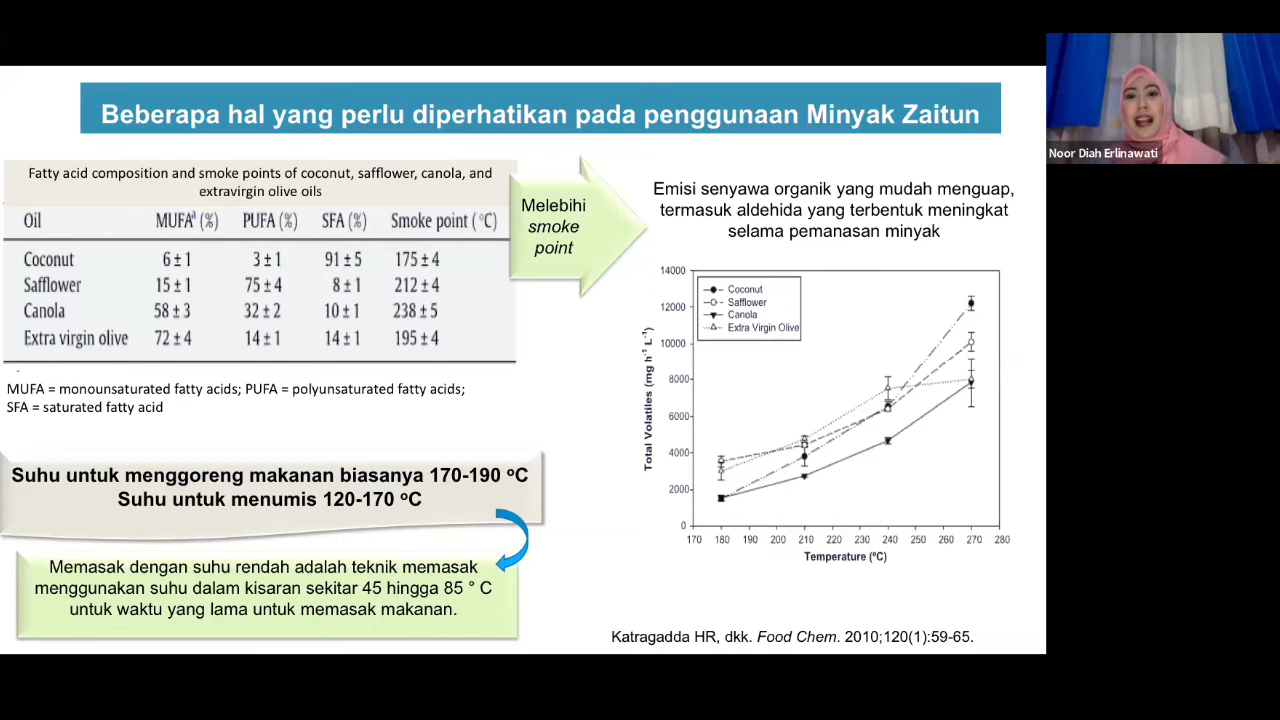 Beberapa hal yang perlu diperhatikan pada penggunaan Minyak Zaitun
Noor Diah Erlinawati
Fatty acid composition and smoke points of coconut, safflower, canola, and
extravirgin olive oils
Oil MUFAª (%) PUFA (%) SFA (%) Smoke point (°C)
Coconut 6 ± 1 3 ± 1 91 ± 5 175 ± 4
Safflower 15 ± 1 75 ± 4 8 ± 1 212 ± 4
Canola 58 ± 3 32 ± 2 10 ± 1 238 ± 5
Extra virgin olive 72 ± 4 14 ± 1 14 ± 1 195 ± 4
MUFA = monounsaturated fatty acids; PUFA = polyunsaturated fatty acids;
SFA = saturated fatty acid
Melebihi
smoke
point
Emisi senyawa organik yang mudah menguap,
termasuk aldehida yang terbentuk meningkat
selama pemanasan minyak
14000
12000
10000
8000
6000
4000
2000
0
Total Volatiles (mg h⁻¹ L⁻¹)
Coconut
Safflower
Canola
Extra Virgin Olive
170 180 190 200 210 220 230 240 250 260 270 280
Temperature (ºC)
Suhu untuk menggoreng makanan biasanya 170-190 ºC
Suhu untuk menumis 120-170 ºC
Memasak dengan suhu rendah adalah teknik memasak
menggunakan suhu dalam kisaran sekitar 45 hingga 85 ° C
untuk waktu yang lama untuk memasak makanan.
Katragadda HR, dkk. Food Chem. 2010;120(1):59-65.